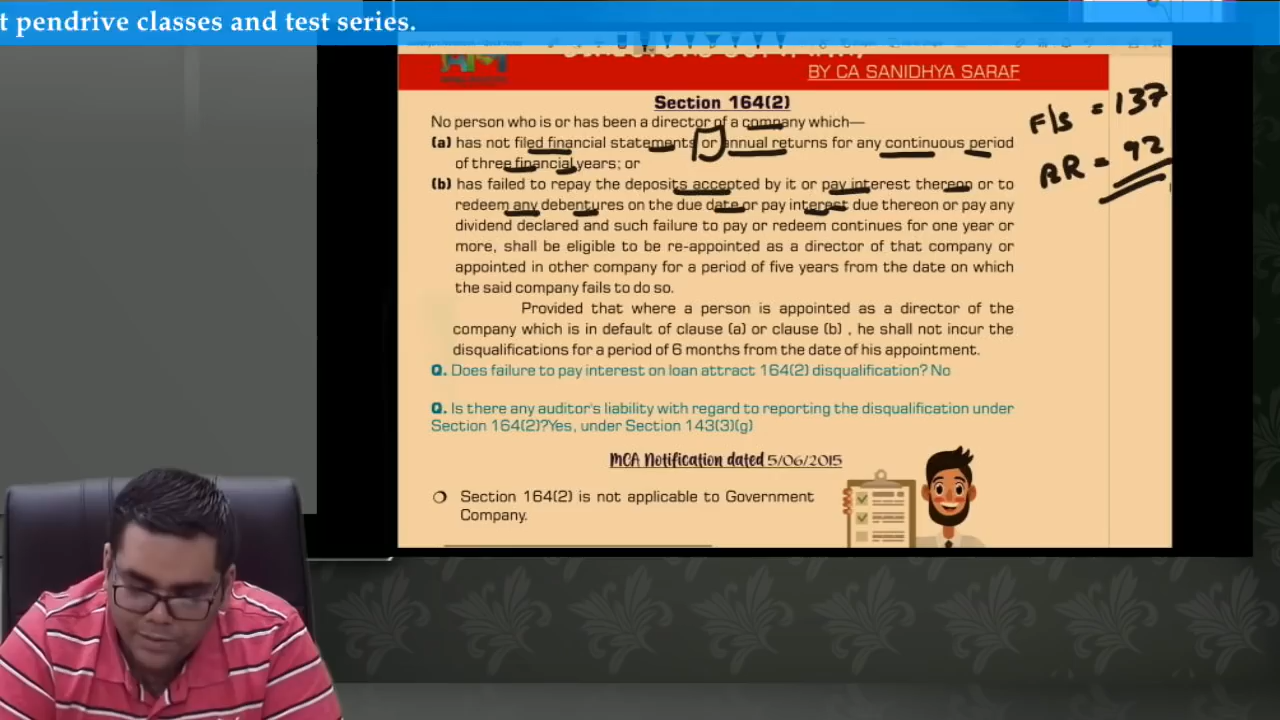 t pendrive classes and test series.
BY CA SANIDHYA SARAF
Section 164(2)
No person who is or has been a director of a company which—
(a) has not filed financial statements or annual returns for any continuous period
of three financial years; or
(b) has failed to repay the deposits accepted by it or pay interest thereon or to
redeem any debentures on the due date or pay interest due thereon or pay any
dividend declared and such failure to pay or redeem continues for one year or
more, shall be eligible to be re-appointed as a director of that company or
appointed in other company for a period of five years from the date on which
the said company fails to do so.
Provided that where a person is appointed as a director of the
company which is in default of clause (a) or clause (b) , he shall not incur the
disqualifications for a period of 6 months from the date of his appointment.
Q. Does failure to pay interest on loan attract 164(2) disqualification? No
Q. Is there any auditor's liability with regard to reporting the disqualification under
Section 164(2)?Yes, under Section 143(3)(g)
MCA Notification dated 5/06/2015
Section 164(2) is not applicable to Government
Company.
F/S = 137
AR = 92